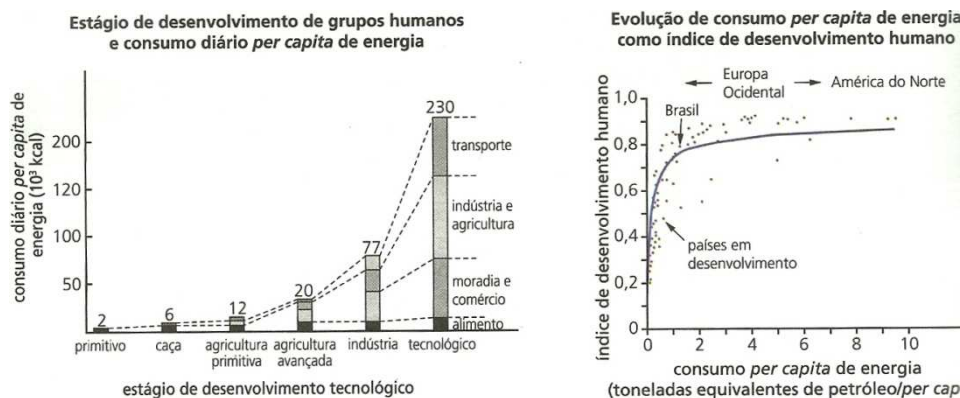 Estágio de desenvolvimento de grupos humanos
e consumo diário per capita de energia
consumo diário per capita de
energia (10³ kcal)
200
120
100
50
2
6
12
20
77
230
transporte
indústria e
agricultura
moradia e
comércio
alimento
primitivo
caça
agricultura
primitiva
agricultura
avançada
indústria
tecnológico
estágio de desenvolvimento tecnológico
Evolução de consumo per capita de energia
como índice de desenvolvimento humano
Europa
Ocidental
América do Norte
Brasil
índice de desenvolvimento humano
1,0
0,8
0,6
0,4
0,2
0
países em
desenvolvimento
0
2
4
6
8
10
consumo per capita de energia
(toneladas equivalentes de petróleo/per cap